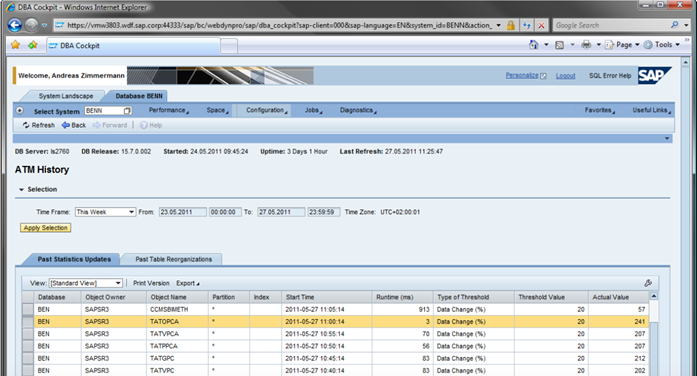 DBA Cockpit - Windows Internet Explorer
https://vmw3803.wdf.sap.corp:44333/sap/bc/webdynpro/sap/dba_cockpit?sap-client=000&sap-language=EN&system_id=BENN&action_ Google Search
DBA Cockpit Page Tools
Welcome, Andreas Zimmermann Personalize Logout SQL Error Help SAP
System Landscape Database BENN
Select System BENN Performance Space Configuration Jobs Diagnostics Favorites Useful Links
Refresh Back Forward Help
DB Server: ls2760 DB Release: 15.7.0.002 Started: 24.05.2011 09:45:24 Uptime: 3 Days 1 Hour Last Refresh: 27.05.2011 11:25:47
ATM History
Selection
Time Frame: This Week From: 23.05.2011 00:00:00 To: 27.05.2011 23:59:59 Time Zone: UTC+02:00:01
Apply Selection
Past Statistics Updates Past Table Reorganizations
View: [Standard View] Print Version Export
Database Object Owner Object Name Partition Index Start Time Runtime (ms) Type of Threshold Threshold Value Actual Value
BEN SAPSR3 CCMSBIMETH * 2011-05-27 11:05:14 913 Data Change (%) 20 57
BEN SAPSR3 TATOPCA * 2011-05-27 11:00:14 3 Data Change (%) 20 241
BEN SAPSR3 TATVPCA * 2011-05-27 10:55:14 70 Data Change (%) 20 207
BEN SAPSR3 TATPPCA * 2011-05-27 10:50:14 56 Data Change (%) 20 207
BEN SAPSR3 TATGPC * 2011-05-27 10:45:14 83 Data Change (%) 20 212
BEN SAPSR3 TATVPC * 2011-05-27 10:40:14 83 Data Change (%) 20 202